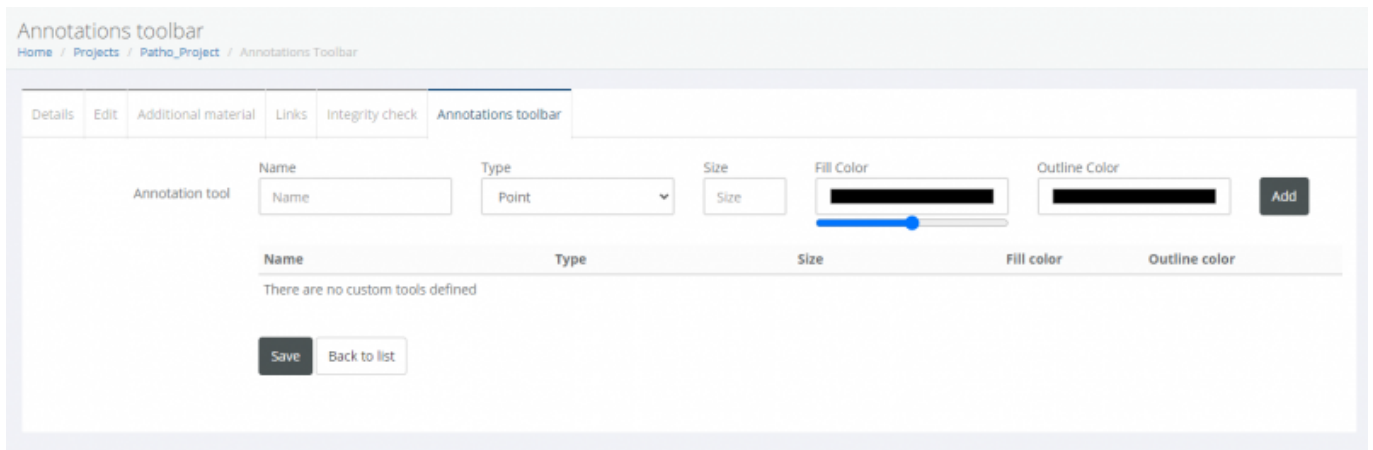 Annotations toolbar
Home / Projects / Patho_Project / Annotations Toolbar
Details Edit Additional material Links Integrity check Annotations toolbar
Name Type Size Fill Color Outline Color
Annotation tool Name Point Size Add
Name Type Size Fill color Outline color
There are no custom tools defined
Save Back to list